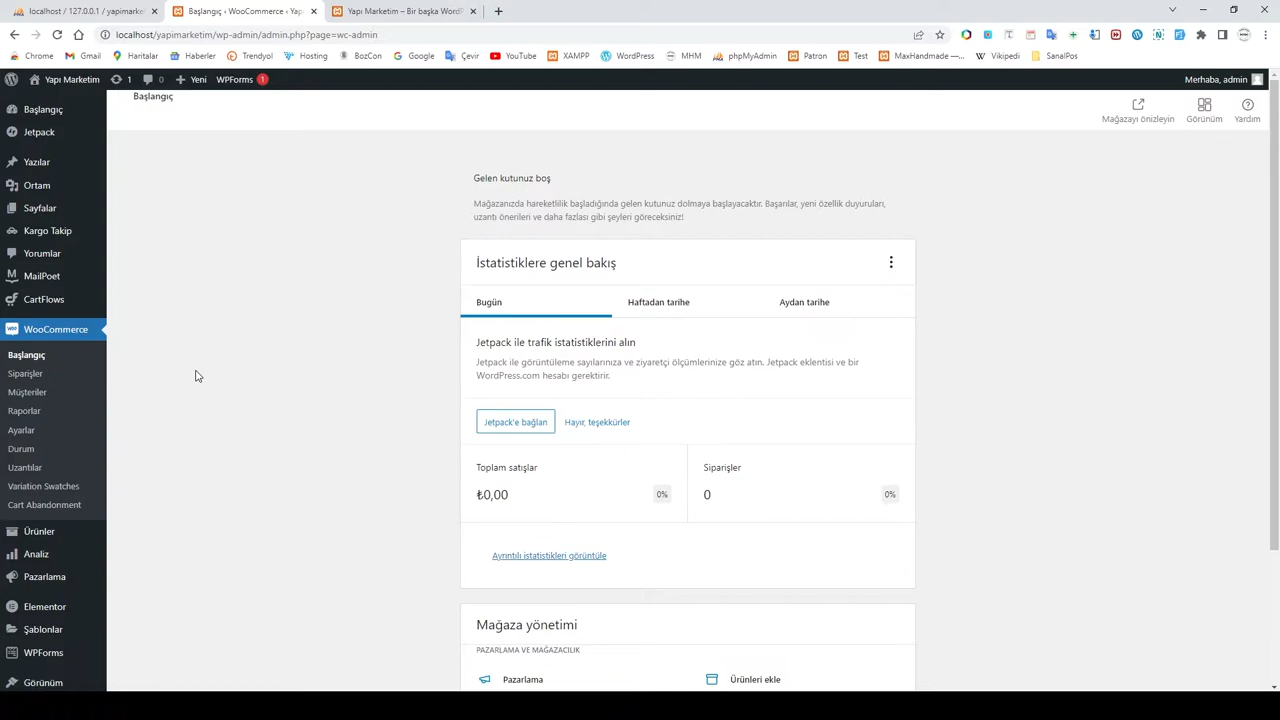 localhost / 127.0.0.1 / yapimarket
Başlangıç ‹ WooCommerce ‹ Yapı
Yapı Marketim – Bir başka WordP
localhost/yapimarketim/wp-admin/admin.php?page=wc-admin
Chrome
Gmail
Haritalar
Haberler
Trendyol
Hosting
BozCon
Google
Çevir
YouTube
XAMPP
WordPress
MHM
phpMyAdmin
Patron
Test
MaxHandmade —...
Vikipedi
SanalPos
Yapı Marketim
1
0
Yeni
WPForms
1
Merhaba, admin
Başlangıç
Mağazayı önizleyin
Görünüm
Yardım
Başlangıç
Jetpack
Yazılar
Ortam
Sayfalar
Kargo Takip
Yorumlar
MailPoet
CartFlows
WooCommerce
Başlangıç
Siparişler
Müşteriler
Raporlar
Ayarlar
Durum
Uzantılar
Variation Swatches
Cart Abandonment
Ürünler
Analiz
Pazarlama
Elementor
Şablonlar
WPForms
Görünüm
Gelen kutunuz boş
Mağazanızda hareketlilik başladığında gelen kutunuz dolmaya başlayacaktır. Başarılar, yeni özellik duyuruları,
uzantı önerileri ve daha fazlası gibi şeyleri göreceksiniz!
İstatistiklere genel bakış
Bugün
Haftadan tarihe
Aydan tarihe
Jetpack ile trafik istatistiklerini alın
Jetpack ile görüntüleme sayılarınıza ve ziyaretçi ölçümlerinize göz atın. Jetpack eklentisi ve bir
WordPress.com hesabı gerektirir.
Jetpack'e bağlan
Hayır, teşekkürler
Toplam satışlar
₺0,00
0%
Siparişler
0
0%
Ayrıntılı istatistikleri görüntüle
Mağaza yönetimi
PAZARLAMA VE MAĞAZACILIK
Pazarlama
Ürünleri ekle